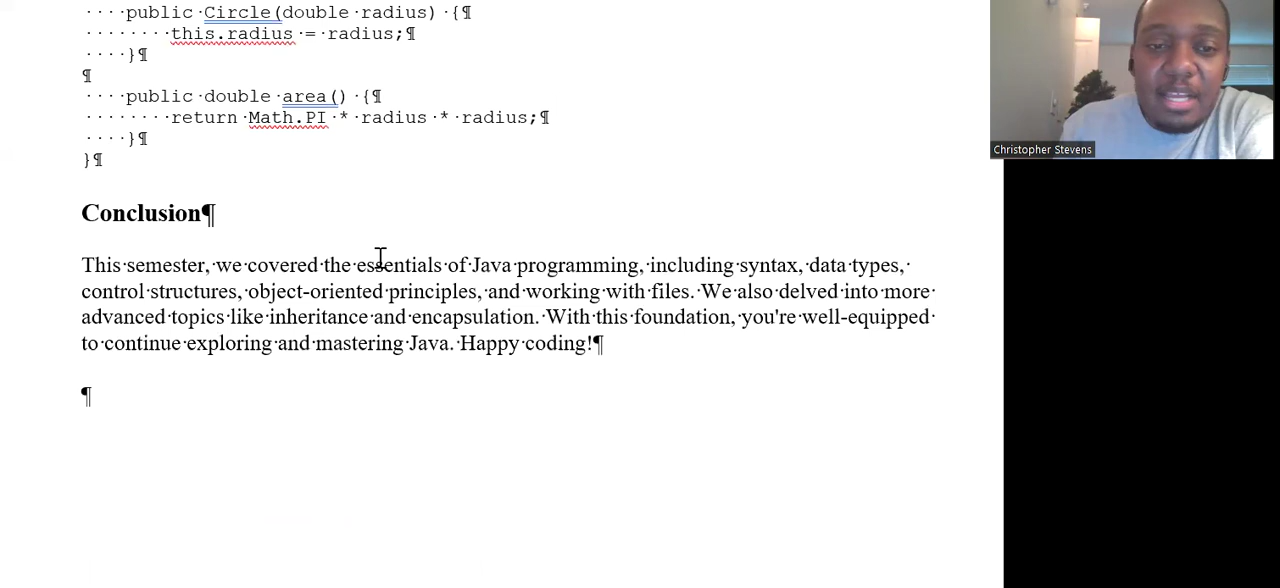 public Circle(double radius) {¶
this.radius = radius;¶
}¶
¶
public double area() {¶
return Math.PI * radius * radius;¶
}¶
}¶
Conclusion¶
This semester, we covered the essentials of Java programming, including syntax, data types,
control structures, object-oriented principles, and working with files. We also delved into more
advanced topics like inheritance and encapsulation. With this foundation, you're well-equipped
to continue exploring and mastering Java. Happy coding!¶
¶
Christopher Stevens